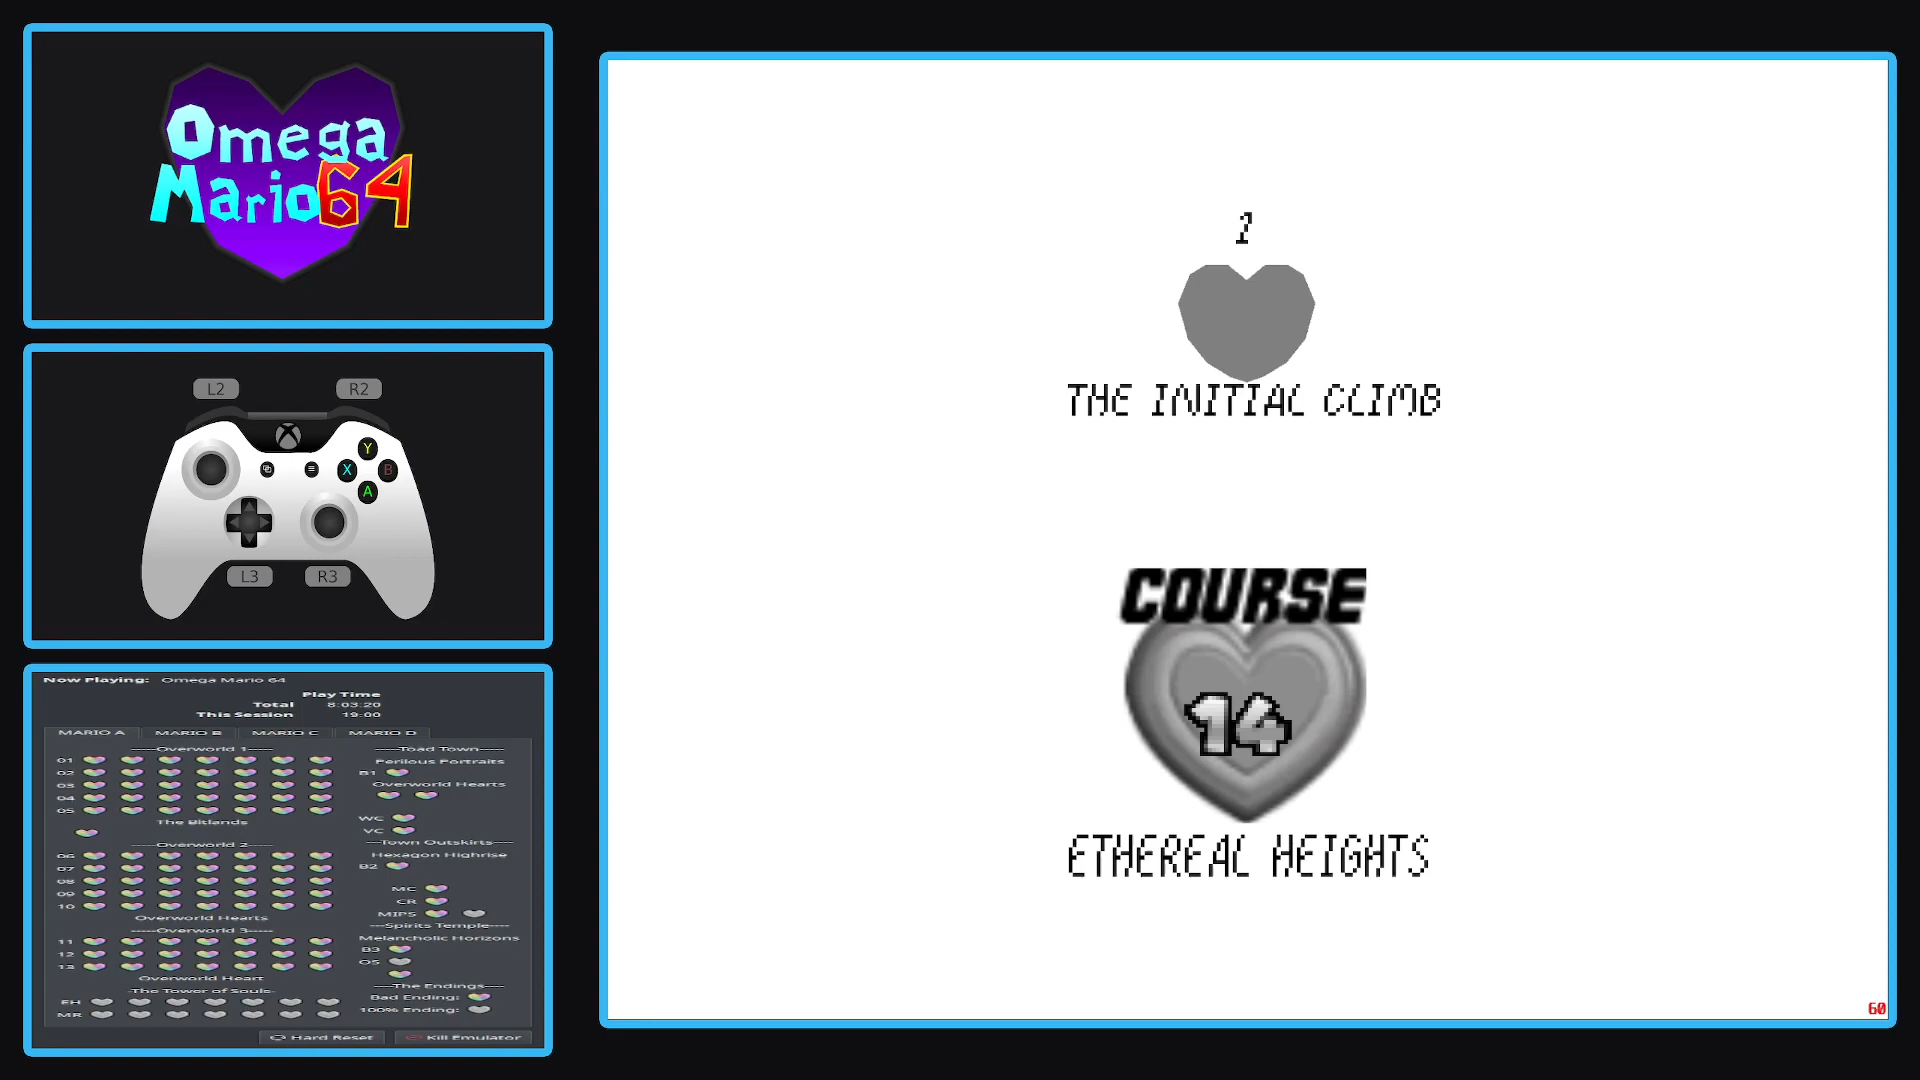 Omega
Mario64
L2
R2
Y
X
B
A
L3
R3
Now Playing: Omega Mario 64
Play Time
Total 8:03:20
This Session 19:00
MARIO A
MARIO B
MARIO C
MARIO D
-----Overworld 1-----
01
02
03
04
05
The Bitlands
-----Overworld 2-----
06
07
08
09
10
Overworld Hearts
-----Overworld 3-----
11
12
13
Overworld Heart
-The Tower of Souls-
EH
MR
----Toad Town----
Perilous Portraits
B1
Overworld Hearts
WC
VC
---Town Outskirts---
Hexagon Highrise
B2
MC
CR
MIPS
---Spirits Temple----
Melancholic Horizons
B3
OS
----The Endings----
Bad Ending:
100% Ending:
Hard Reset
Kill Emulator
1
THE INITIAL CLIMB
COURSE
14
ETHEREAL HEIGHTS
60